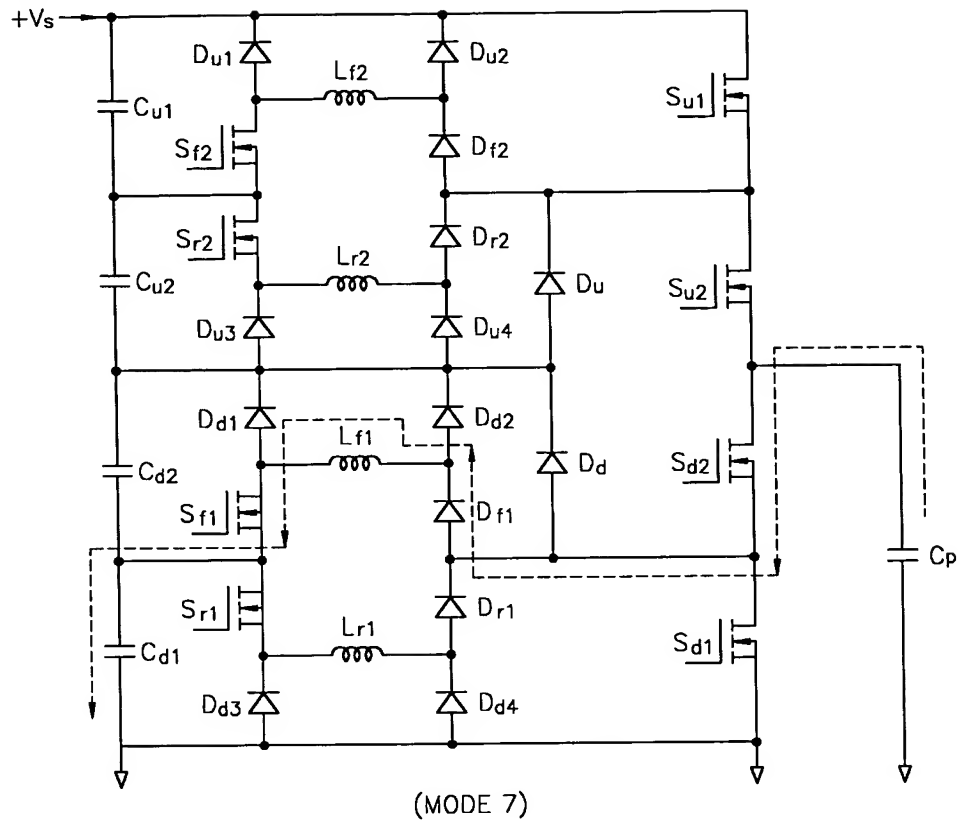 +Vs
Du1
Lf2
Du2
Su1
Cu1
Sf2
Df2
Sr2
Dr2
Lr2
Cu2
Du
Su2
Du3
Du4
Dd1
Lf1
Dd2
Cd2
Dd
Sd2
Sf1
Df1
Cp
Sr1
Dr1
Lr1
Sd1
Cd1
Dd3
Dd4
(MODE 7)